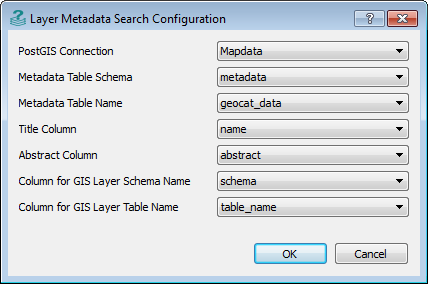 Layer Metadata Search Configuration
PostGIS Connection Mapdata
Metadata Table Schema metadata
Metadata Table Name geocat_data
Title Column name
Abstract Column abstract
Column for GIS Layer Schema Name schema
Column for GIS Layer Table Name table_name
OK Cancel